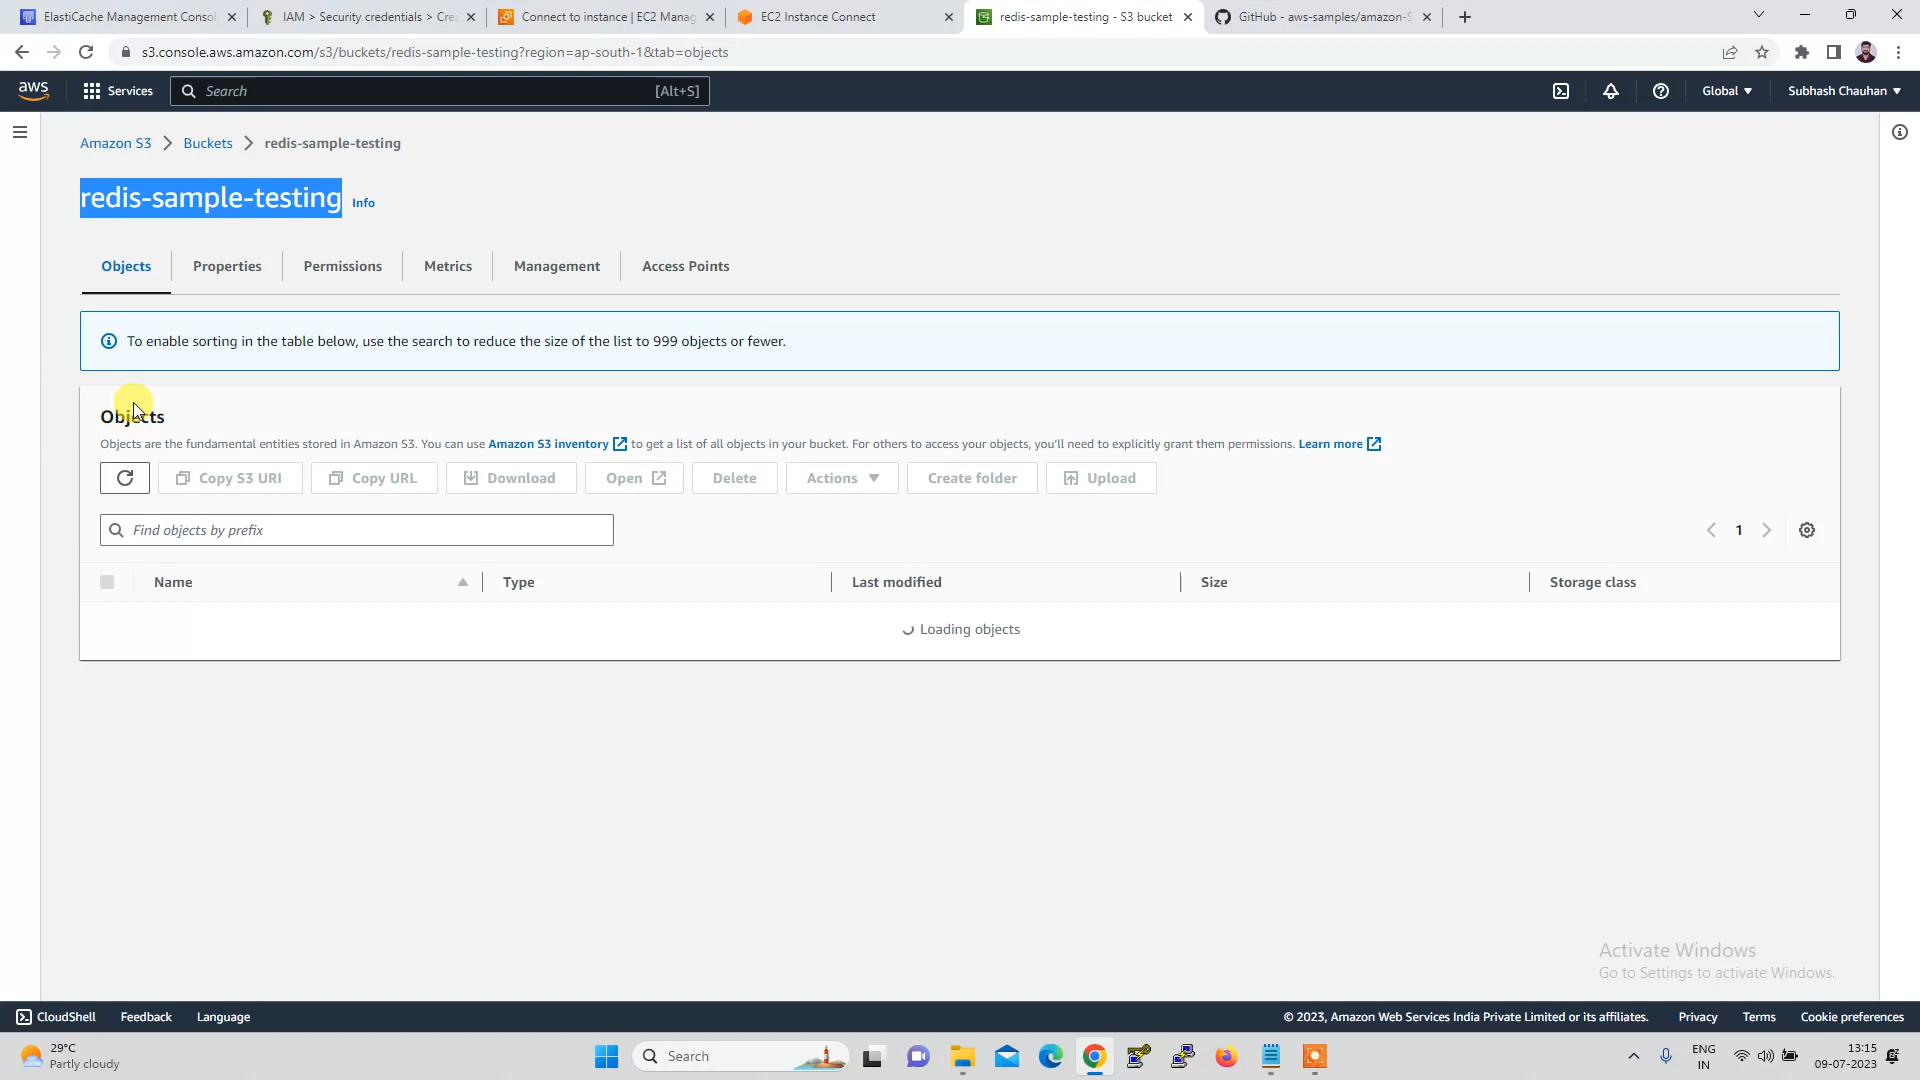 ElastiCache Management Consol
IAM > Security credentials > Crea
Connect to instance | EC2 Manag
EC2 Instance Connect
redis-sample-testing - S3 bucket
GitHub - aws-samples/amazon-S
s3.console.aws.amazon.com/s3/buckets/redis-sample-testing?region=ap-south-1&tab=objects
aws
Services
Search
[Alt+S]
Global
Subhash Chauhan
Amazon S3 > Buckets > redis-sample-testing
redis-sample-testing Info
Objects
Properties
Permissions
Metrics
Management
Access Points
To enable sorting in the table below, use the search to reduce the size of the list to 999 objects or fewer.
Objects
Objects are the fundamental entities stored in Amazon S3. You can use Amazon S3 inventory to get a list of all objects in your bucket. For others to access your objects, you'll need to explicitly grant them permissions. Learn more
Copy S3 URI
Copy URL
Download
Open
Delete
Actions
Create folder
Upload
Find objects by prefix
1
Name
Type
Last modified
Size
Storage class
Loading objects
Activate Windows
Go to Settings to activate Windows.
CloudShell
Feedback
Language
© 2023, Amazon Web Services India Private Limited or its affiliates.
Privacy
Terms
Cookie preferences
29°C
Partly cloudy
Search
ENG
IN
13:15
09-07-2023